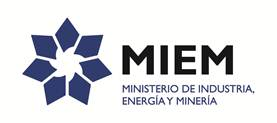 MIEM
MINISTERIO DE INDUSTRIA,
ENERGÍA Y MINERÍA